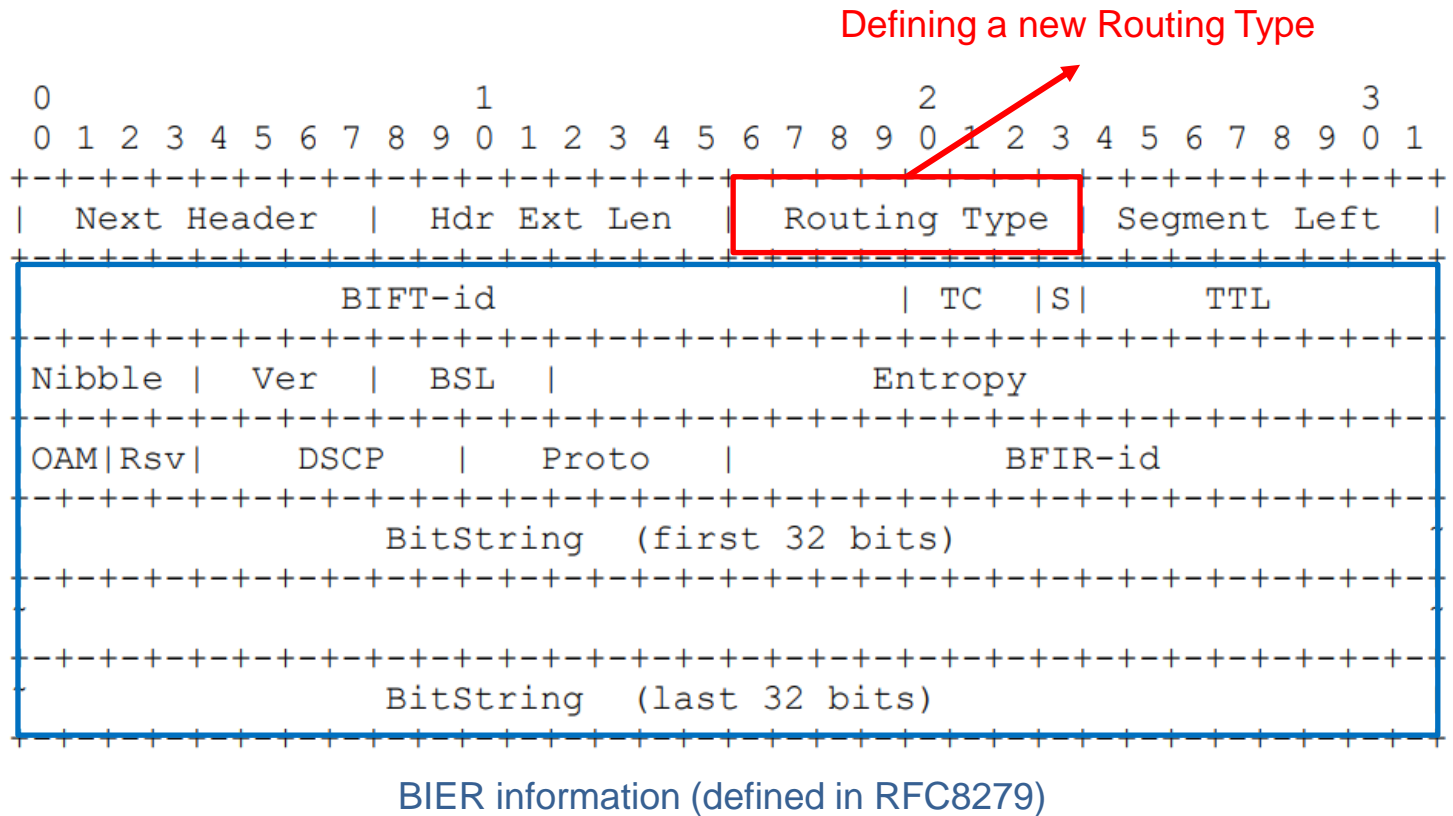 Defining a new Routing Type
0 1 2 3
0 1 2 3 4 5 6 7 8 9 0 1 2 3 4 5 6 7 8 9 0 1 2 3 4 5 6 7 8 9 0 1
+-+-+-+-+-+-+-+-+-+-+-+-+-+-+-+-+-+-+-+-+-+-+-+-+-+-+-+-+-+-+-+-+
| Next Header | Hdr Ext Len | Routing Type | Segment Left |
+-+-+-+-+-+-+-+-+-+-+-+-+-+-+-+-+-+-+-+-+-+-+-+-+-+-+-+-+-+-+-+-+
BIFT-id | TC |S| TTL
+-+-+-+-+-+-+-+-+-+-+-+-+-+-+-+-+-+-+-+-+-+-+-+-+-+-+-+-+-+-+-+-+
Nibble | Ver | BSL | Entropy
+-+-+-+-+-+-+-+-+-+-+-+-+-+-+-+-+-+-+-+-+-+-+-+-+-+-+-+-+-+-+-+-+
OAM|Rsv| DSCP | Proto | BFIR-id
+-+-+-+-+-+-+-+-+-+-+-+-+-+-+-+-+-+-+-+-+-+-+-+-+-+-+-+-+-+-+-+-+
BitString (first 32 bits) ~
+-+-+-+-+-+-+-+-+-+-+-+-+-+-+-+-+-+-+-+-+-+-+-+-+-+-+-+-+-+-+-+-+
~ ~
+-+-+-+-+-+-+-+-+-+-+-+-+-+-+-+-+-+-+-+-+-+-+-+-+-+-+-+-+-+-+-+-+
~ BitString (last 32 bits)
+-+-+-+-+-+-+-+-+-+-+-+-+-+-+-+-+-+-+-+-+-+-+-+-+-+-+-+-+-+-+-+-+
BIER information (defined in RFC8279)